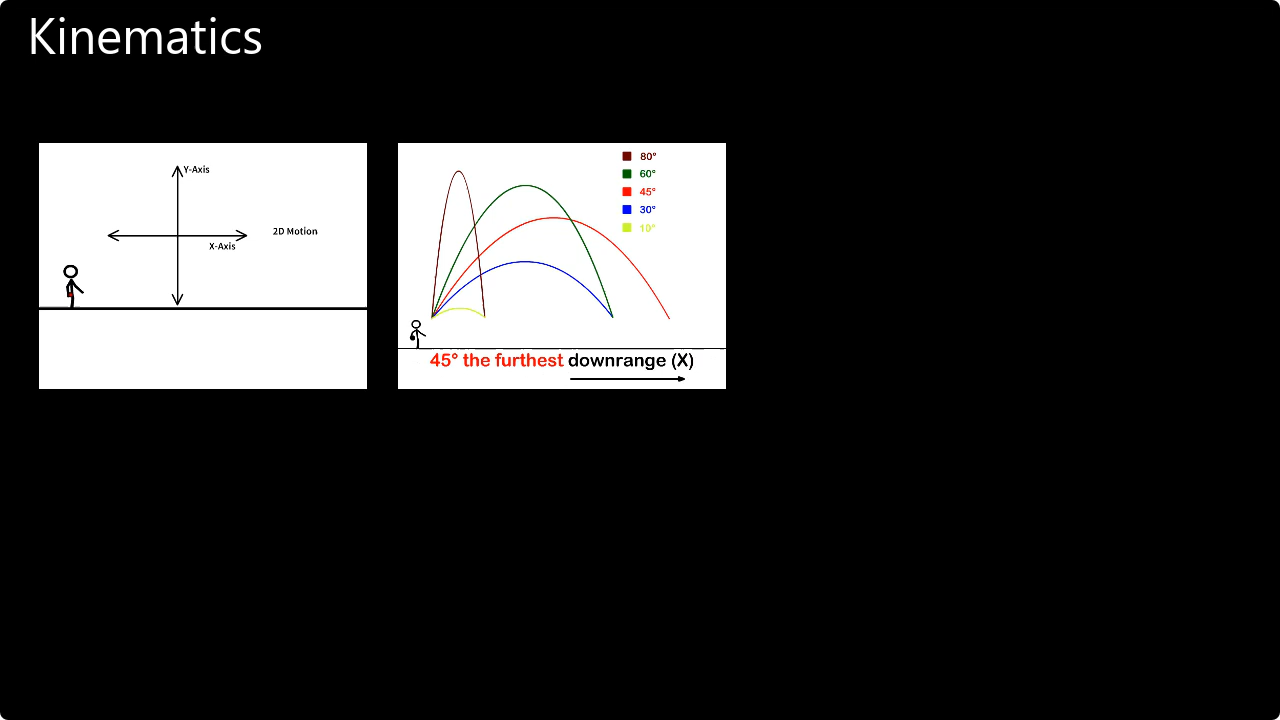 Kinematics
Y-Axis
2D Motion
X-Axis
80°
60°
45°
30°
10°
45° the furthest downrange (X)